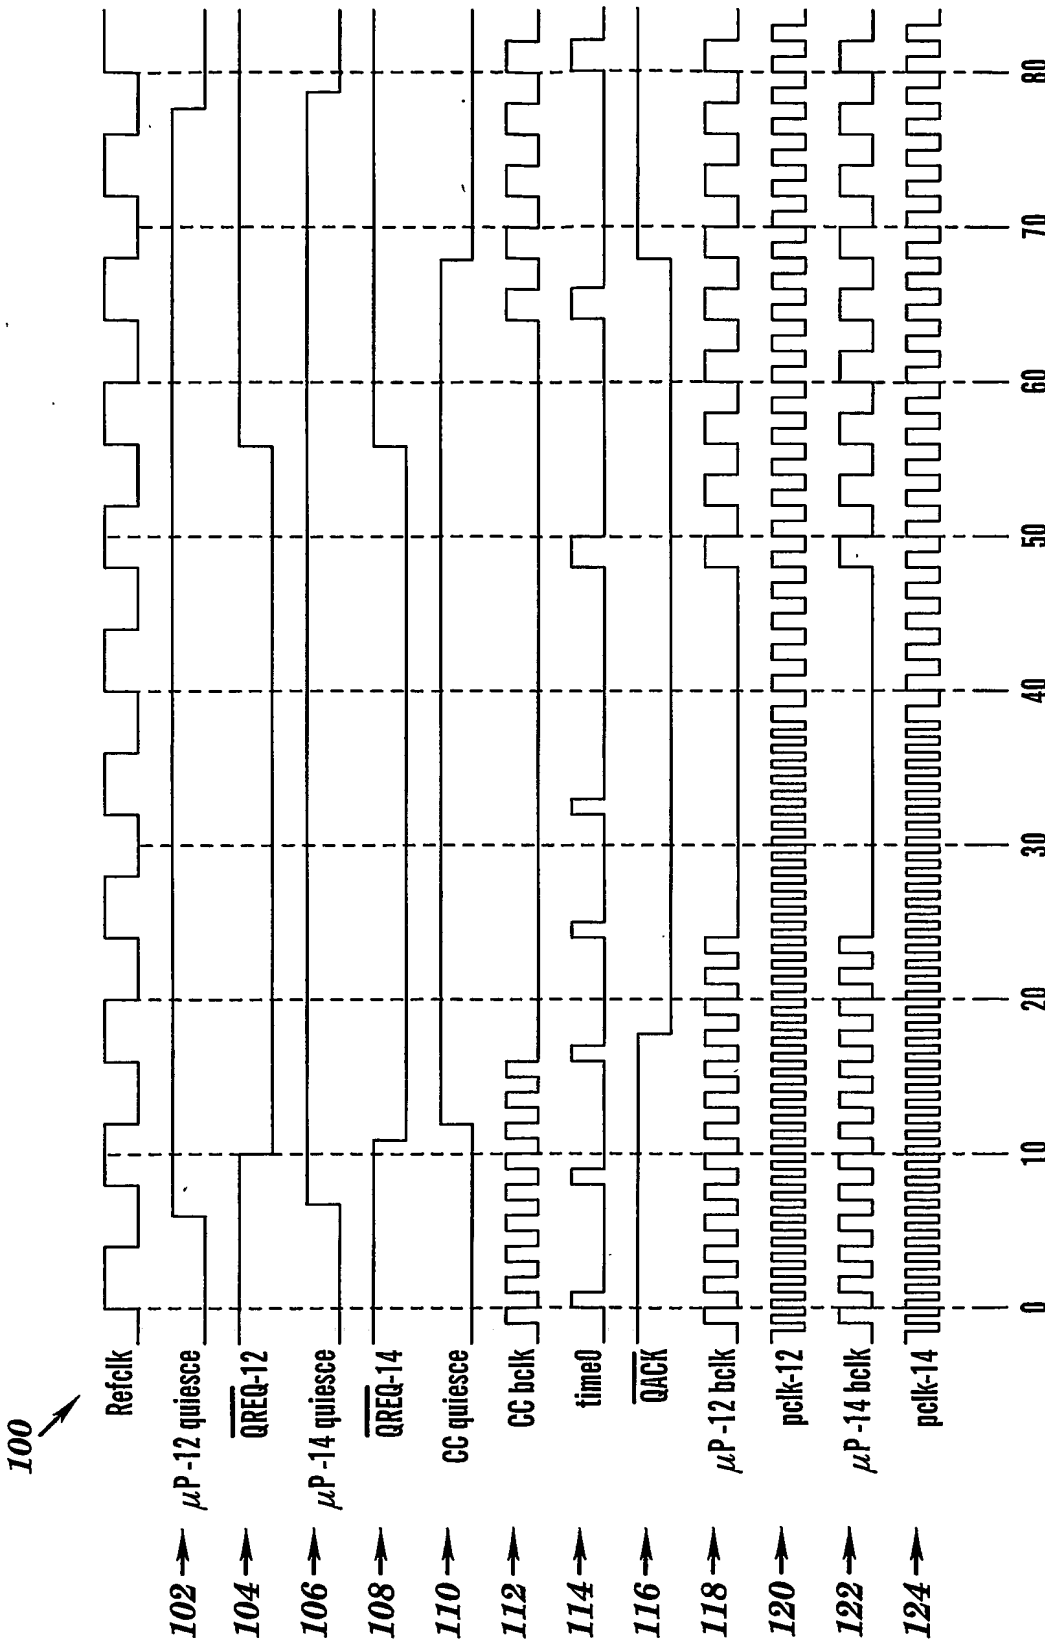 100
Refclk
102 μP-12 quiesce
104 QREQ-12
106 μP-14 quiesce
108 QREQ-14
110 CC quiesce
112 CC bclk
114 time0
116 QACK
118 μP-12 bclk
120 pclk-12
122 μP-14 bclk
124 pclk-14
0 10 20 30 40 50 60 70 80